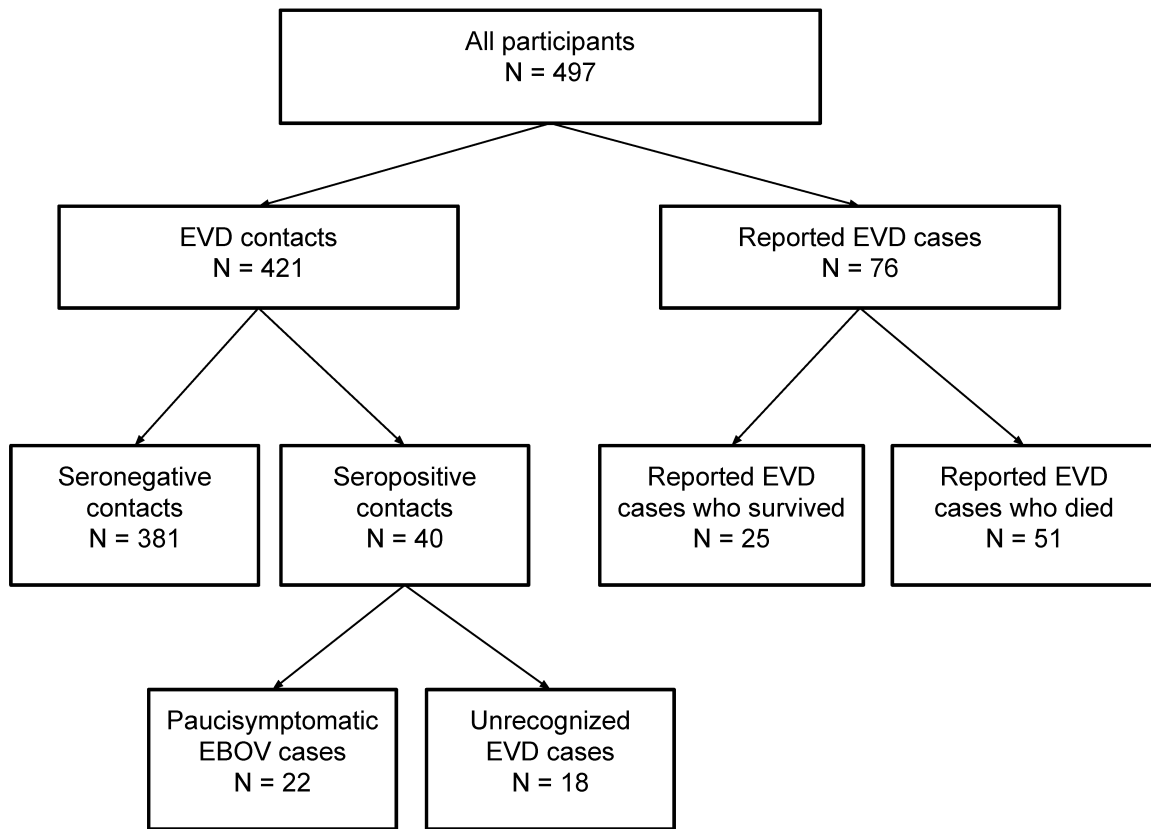 All participants
N = 497
EVD contacts
N = 421
Reported EVD cases
N = 76
Seronegative
contacts
N = 381
Seropositive
contacts
N = 40
Reported EVD
cases who survived
N = 25
Reported EVD
cases who died
N = 51
Paucisymptomatic
EBOV cases
N = 22
Unrecognized
EVD cases
N = 18